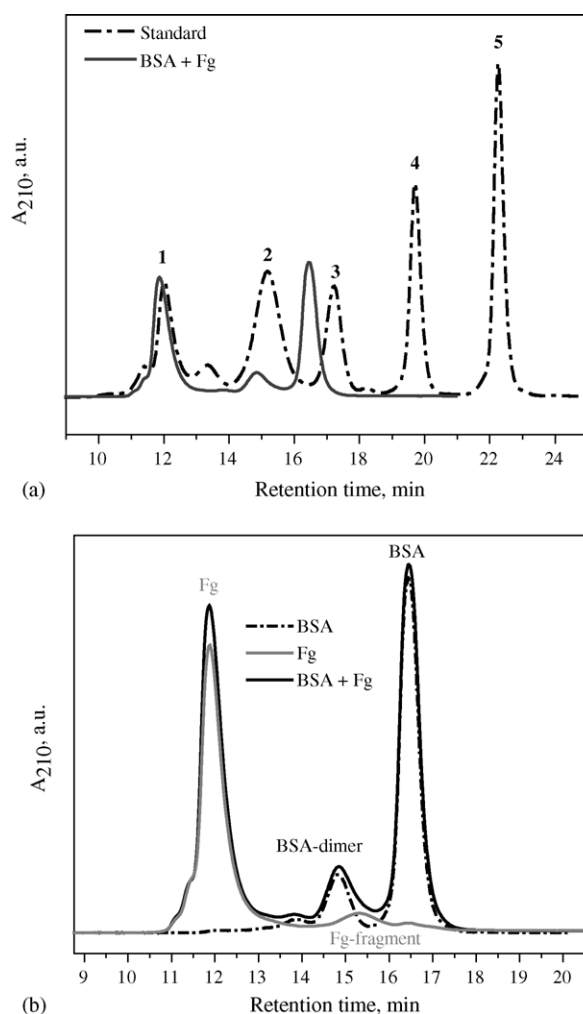 Standard
BSA + Fg
1
2
3
4
5
A210, a.u.
10 12 14 16 18 20 22 24
(a)
Retention time, min
Fg
BSA
BSA
Fg
BSA + Fg
BSA-dimer
Fg-fragment
A210, a.u.
9 10 11 12 13 14 15 16 17 18 19 20
(b)
Retention time, min